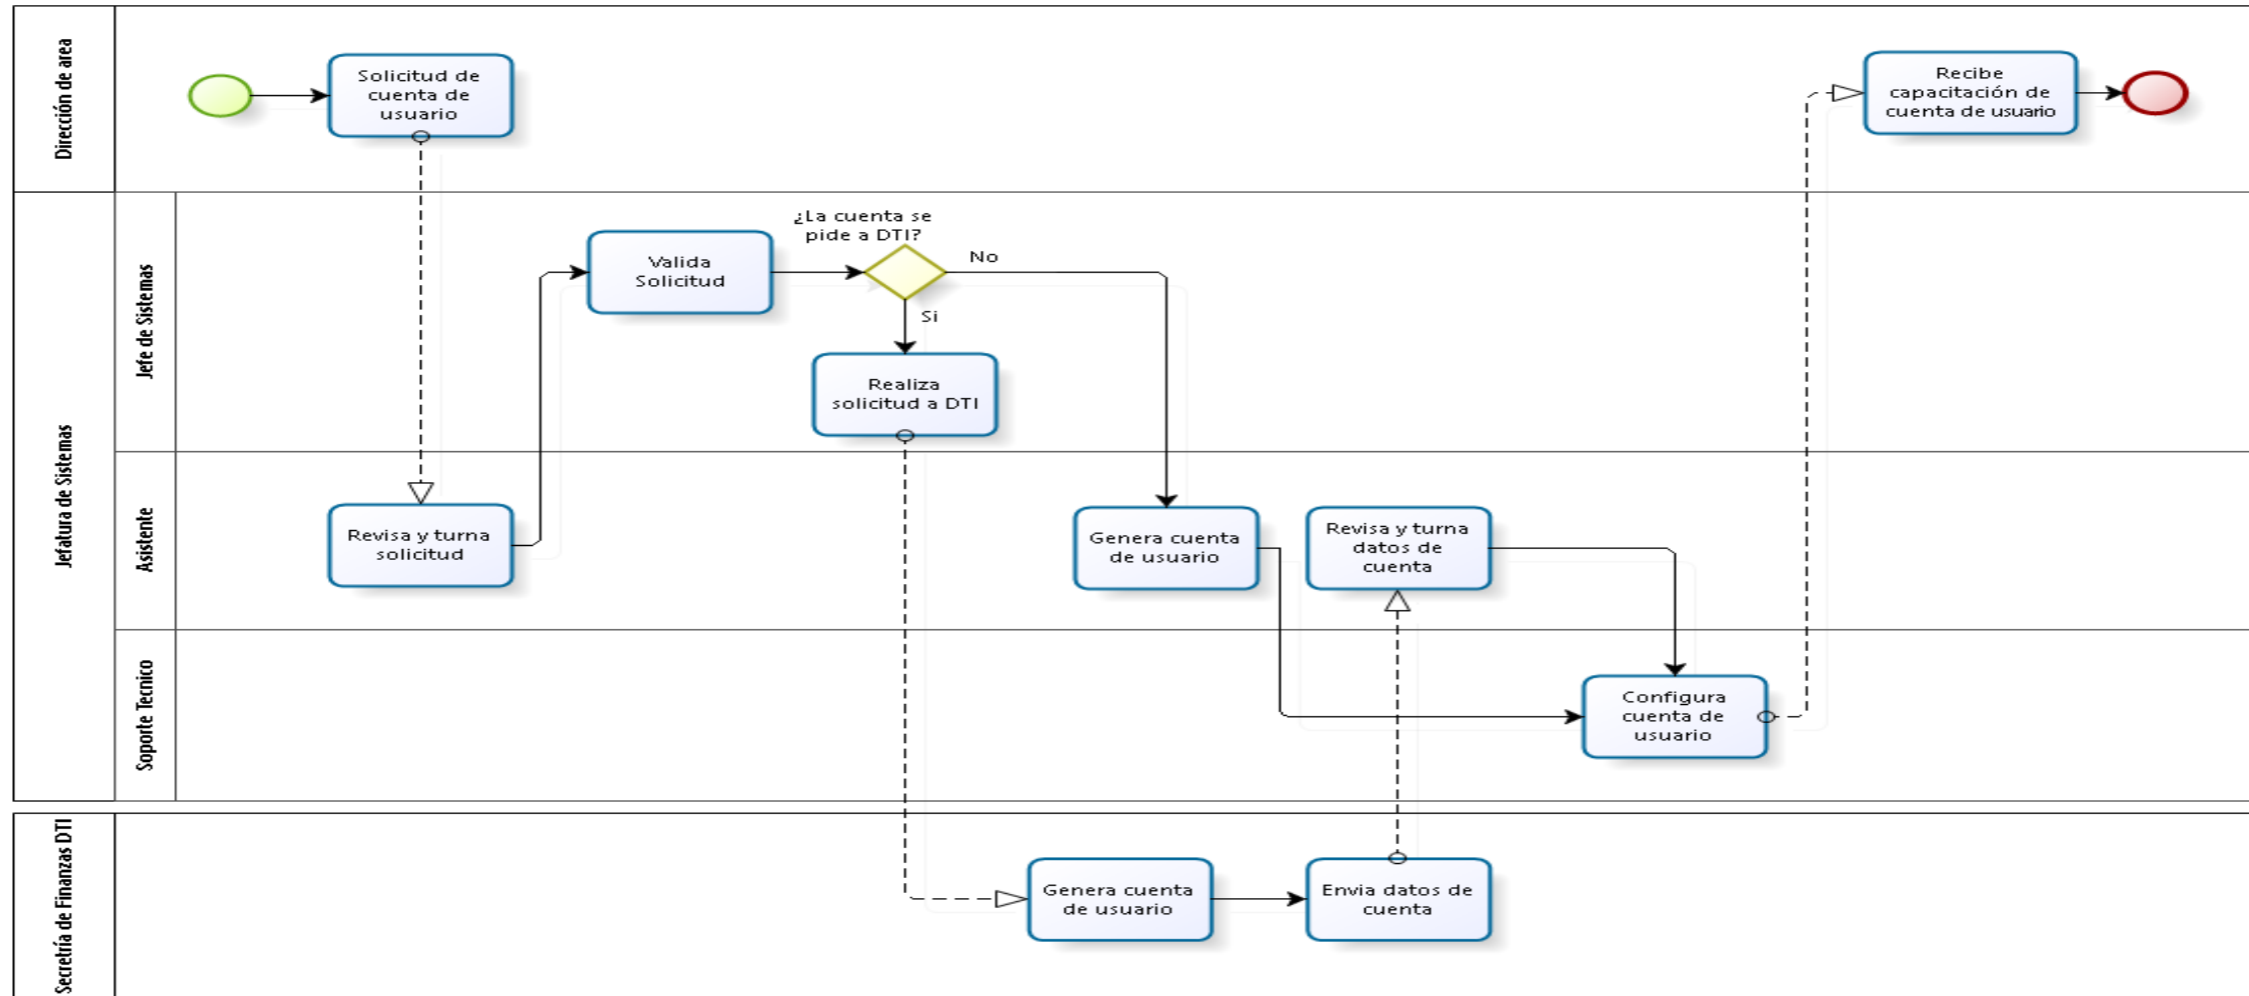 Dirección de area
Solicitud de
cuenta de
usuario
Recibe
capacitación de
cuenta de usuario
Jefatura de Sistemas
Jefe de Sistemas
Valida
Solicitud
¿La cuenta se
pide a DTI?
No
Si
Realiza
solicitud a DTI
Asistente
Revisa y turna
solicitud
Genera cuenta
de usuario
Revisa y turna
datos de
cuenta
Soporte Tecnico
Configura
cuenta de
usuario
Secretría de Finanzas DTI
Genera cuenta
de usuario
Envia datos de
cuenta